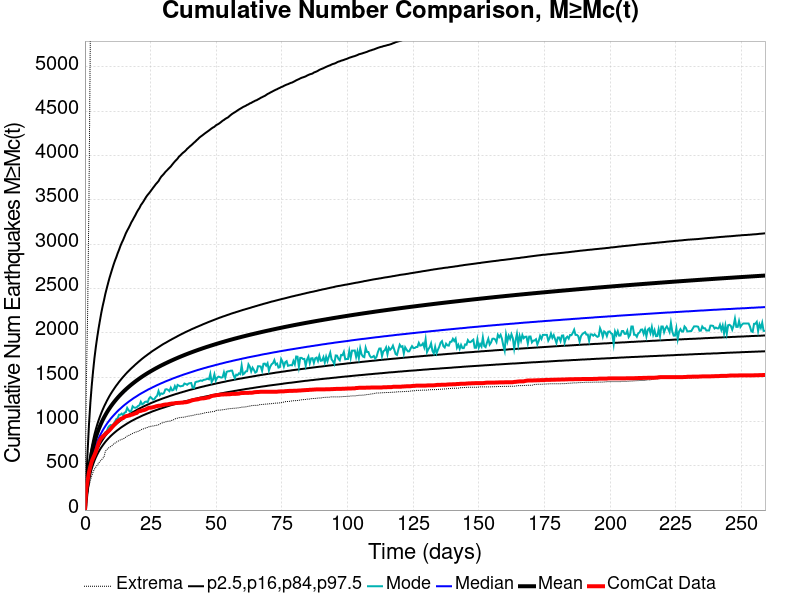 Cumulative Number Comparison, M≥Mc(t)
Cumulative Num Earthquakes M≥Mc(t)
5000
4500
4000
3500
3000
2500
2000
1500
1000
500
0
0 25 50 75 100 125 150 175 200 225 250
Time (days)
Extrema p2.5,p16,p84,p97.5 Mode Median Mean ComCat Data